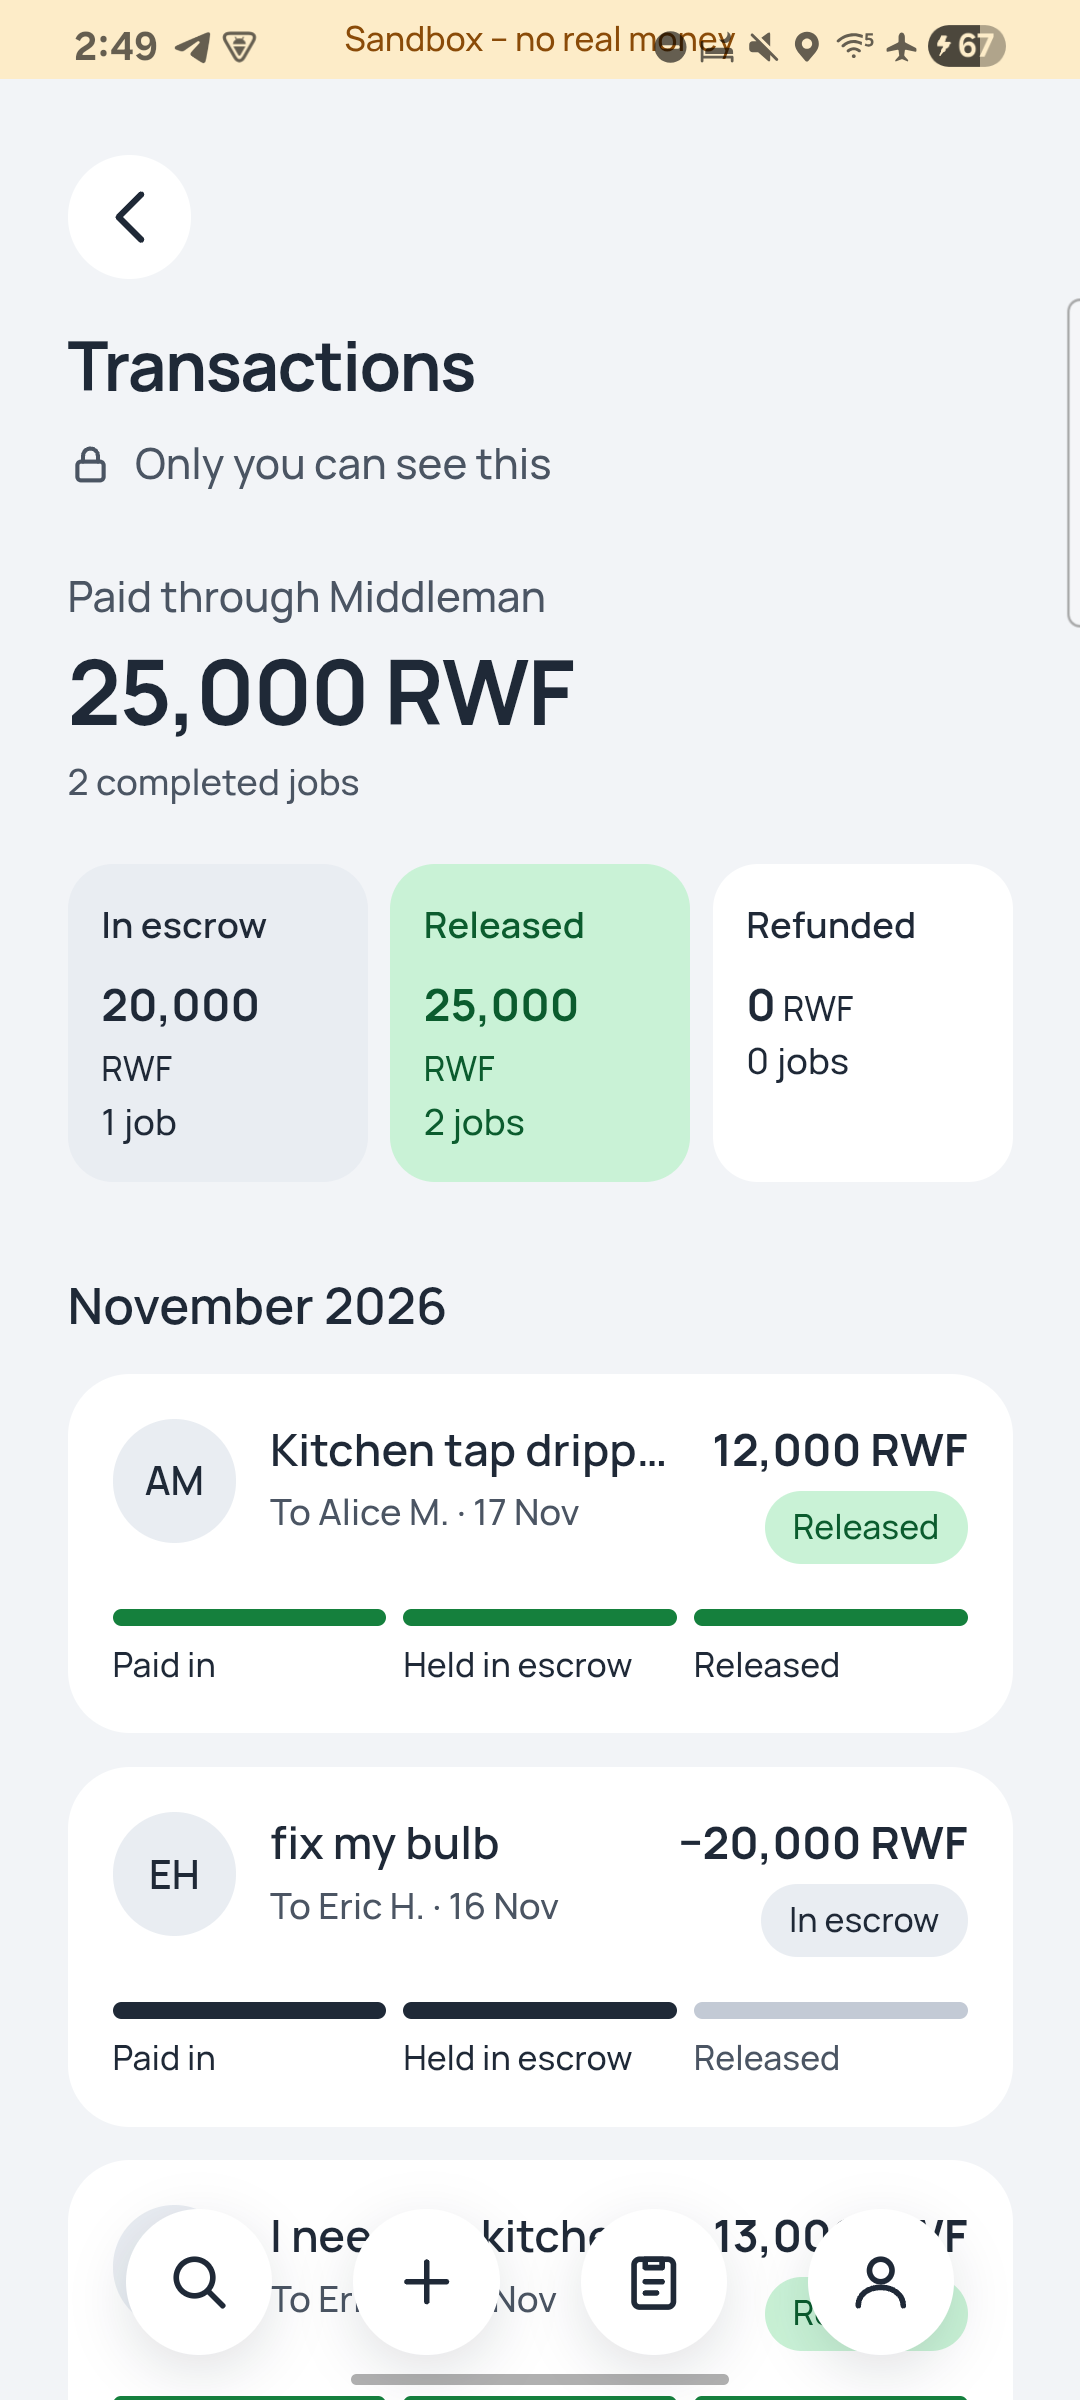 2:49
Sandbox – no real money
5
67
Transactions
Only you can see this
Paid through Middleman
25,000 RWF
2 completed jobs
In escrow
20,000
RWF
1 job
Released
25,000
RWF
2 jobs
Refunded
0 RWF
0 jobs
November 2026
AM
Kitchen tap dripp...
12,000 RWF
To Alice M. · 17 Nov
Released
Paid in
Held in escrow
Released
EH
fix my bulb
−20,000 RWF
To Eric H. · 16 Nov
In escrow
Paid in
Held in escrow
Released
I
To
Nov